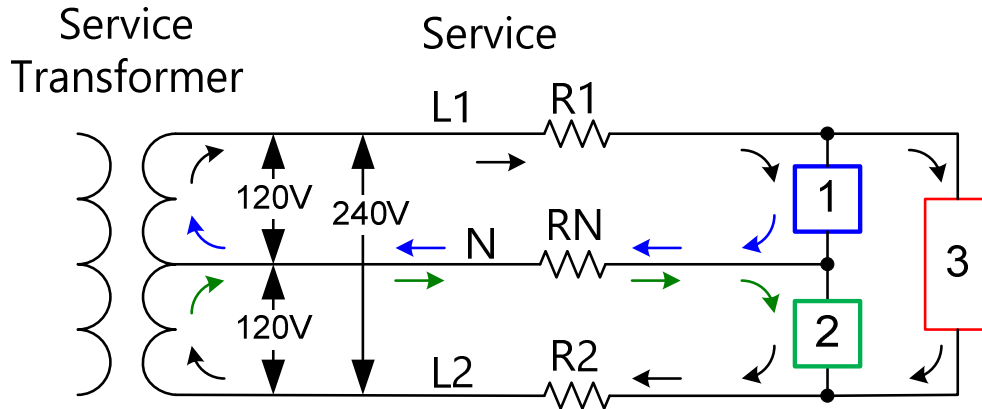 Service
Transformer
Service
L1
R1
120V
240V
1
N
RN
3
120V
2
L2
R2